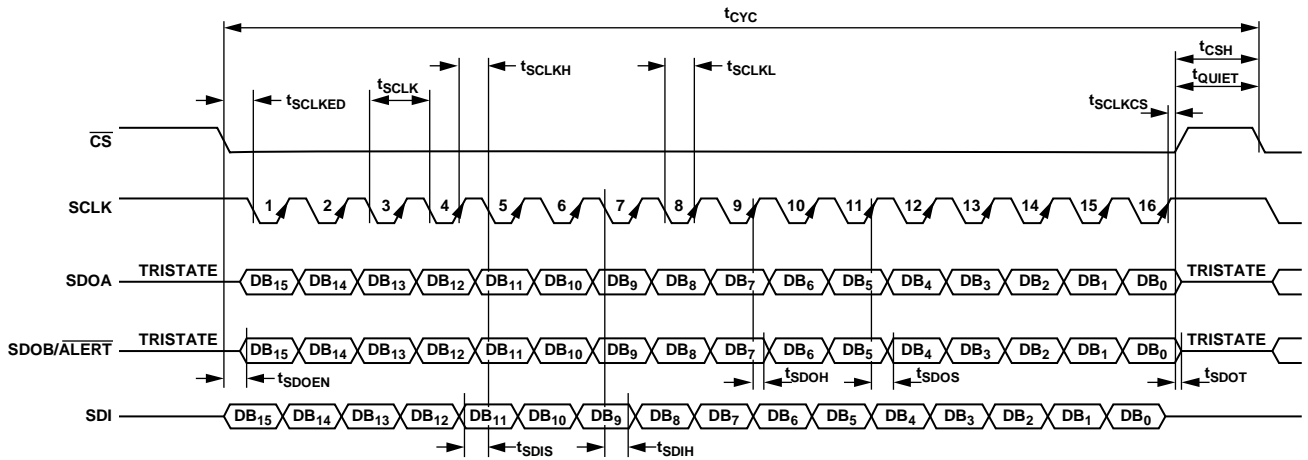 tCYC
tCSH
tSCLKH
tSCLKL
tSCLK
tQUIET
tSCLKED
tSCLKCS
CS
SCLK 1 2 3 4 5 6 7 8 9 10 11 12 13 14 15 16
SDOA TRISTATE DB15 DB14 DB13 DB12 DB11 DB10 DB9 DB8 DB7 DB6 DB5 DB4 DB3 DB2 DB1 DB0 TRISTATE
SDOB/ALERT TRISTATE DB15 DB14 DB13 DB12 DB11 DB10 DB9 DB8 DB7 DB6 DB5 DB4 DB3 DB2 DB1 DB0 TRISTATE
tSDOEN tSDOH tSDOS tSDOT
SDI DB15 DB14 DB13 DB12 DB11 DB10 DB9 DB8 DB7 DB6 DB5 DB4 DB3 DB2 DB1 DB0
tSDIS tSDIH